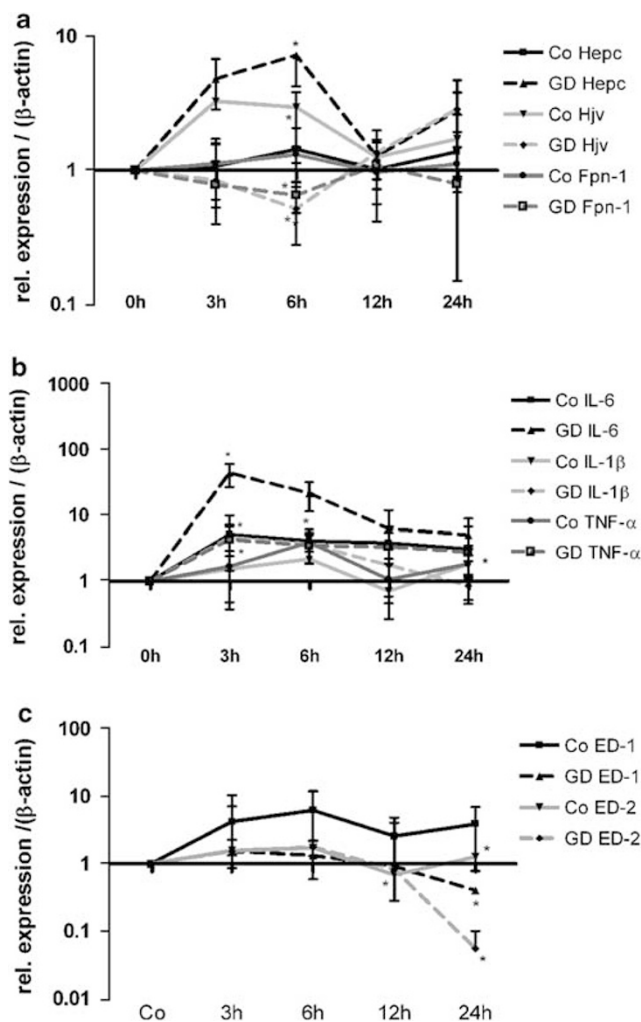 a
rel. expression / (β-actin)
10
1
0.1
0h 3h 6h 12h 24h
Co Hepc
GD Hepc
Co Hjv
GD Hjv
Co Fpn-1
GD Fpn-1
* * * *
b
rel. expression / (β-actin)
1000
100
10
1
0.1
0h 3h 6h 12h 24h
Co IL-6
GD IL-6
Co IL-1β
GD IL-1β
Co TNF-α
GD TNF-α
* * * * *
c
rel. expression /(β-actin)
100
10
1
0.1
0.01
Co 3h 6h 12h 24h
Co ED-1
GD ED-1
Co ED-2
GD ED-2
* * * *